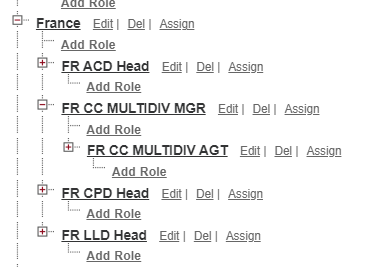 Add Role
France Edit | Del | Assign
Add Role
FR ACD Head Edit | Del | Assign
Add Role
FR CC MULTIDIV MGR Edit | Del | Assign
Add Role
FR CC MULTIDIV AGT Edit | Del | Assign
Add Role
FR CPD Head Edit | Del | Assign
Add Role
FR LLD Head Edit | Del | Assign
Add Role